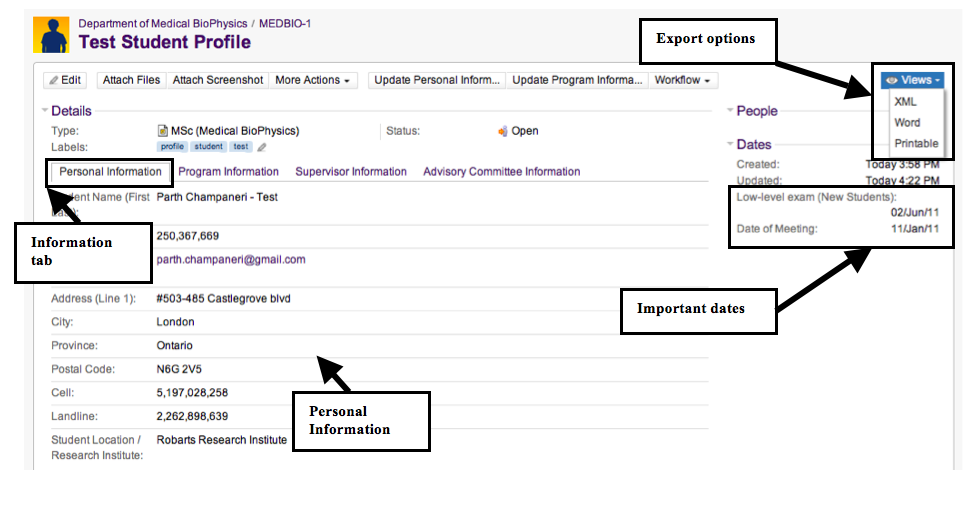 Department of Medical BioPhysics / MEDBIO-1
Test Student Profile
Export options
Edit Attach Files Attach Screenshot More Actions Update Personal Inform... Update Program Informa... Workflow Views
XML
Word
Printable
Details
Type: MSc (Medical BioPhysics) Status: Open
Labels: profile student test
Personal Information Program Information Supervisor Information Advisory Committee Information
People
Dates
Created: Today 3:58 PM
Updated: Today 4:22 PM
Low-level exam (New Students):
02/Jun/11
Date of Meeting: 11/Jan/11
Student Name (First Parth Champaneri - Test
Information
tab
250,367,669
parth.champaneri@gmail.com
Address (Line 1): #503-485 Castlegrove blvd
City: London
Province: Ontario
Postal Code: N6G 2V5
Cell: 5,197,028,258
Landline: 2,262,898,639
Student Location / Robarts Research Institute
Research Institute:
Important dates
Personal
Information